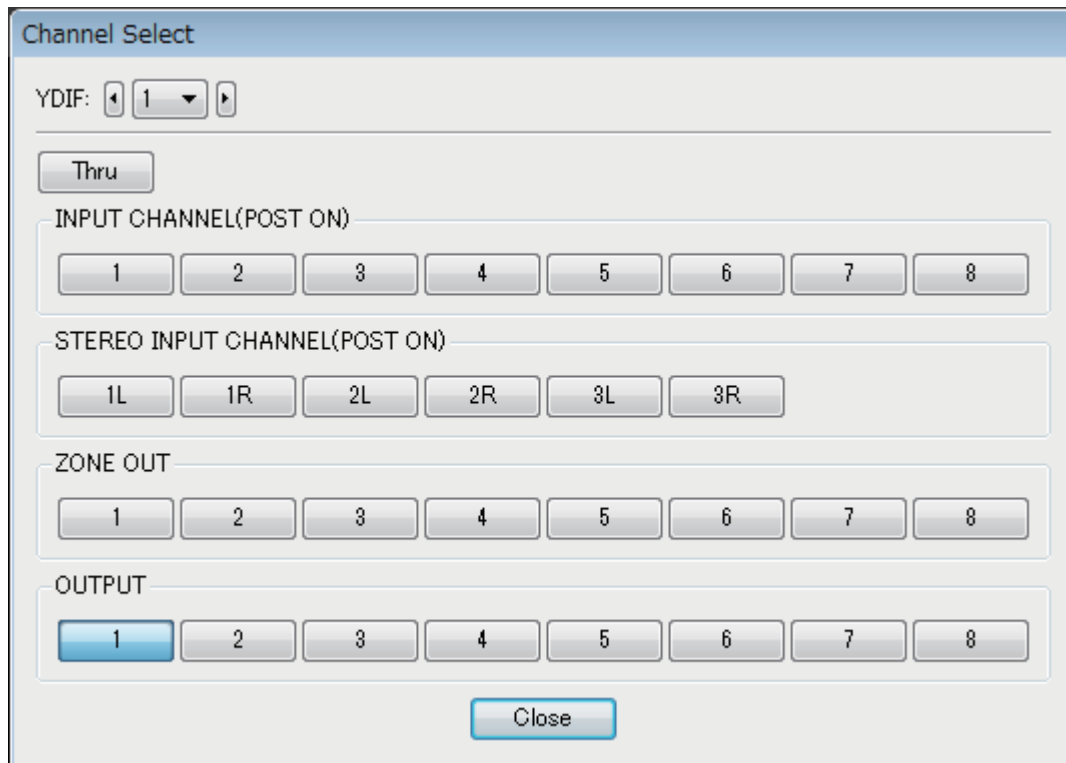 Channel Select
YDIF: 1
Thru
INPUT CHANNEL(POST ON)
1 2 3 4 5 6 7 8
STEREO INPUT CHANNEL(POST ON)
1L 1R 2L 2R 3L 3R
ZONE OUT
1 2 3 4 5 6 7 8
OUTPUT
1 2 3 4 5 6 7 8
Close